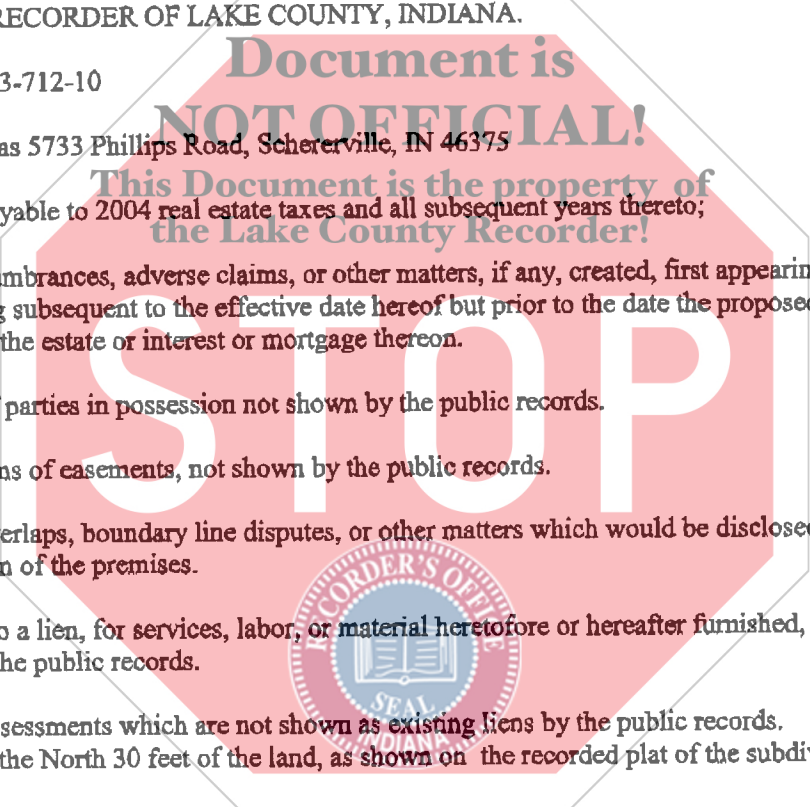 RECORDER OF LAKE COUNTY, INDIANA.
Document is
3-712-10
NOT OFFICIAL!
as 5733 Phillips Road, Schererville, IN 46375
This Document is the property of
yable to 2004 real estate taxes and all subsequent years thereto;
the Lake County Recorder!
mbrances, adverse claims, or other matters, if any, created, first appearin
g subsequent to the effective date hereof but prior to the date the proposed
the estate or interest or mortgage thereon.
STOP
f parties in possession not shown by the public records.
ns of easements, not shown by the public records.
erlaps, boundary line disputes, or other matters which would be disclosed
n of the premises.
RECORDER'S OFFICE
o a lien, for services, labor, or material heretofore or hereafter furnished,
he public records.
SEAL
INDIANA
sessments which are not shown as existing liens by the public records.
the North 30 feet of the land, as shown on the recorded plat of the subdiv